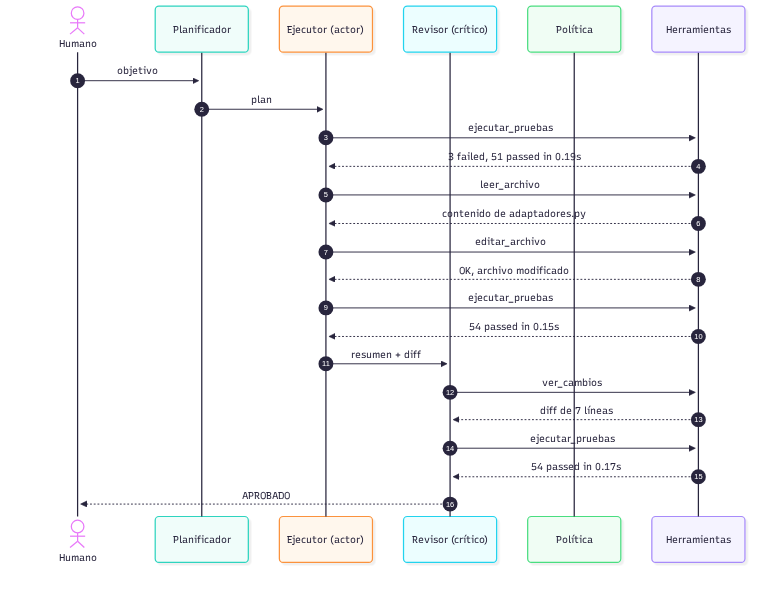 Humano
Planificador
Ejecutor (actor)
Revisor (crítico)
Política
Herramientas
1
objetivo
2
plan
3
ejecutar_pruebas
3 failed, 51 passed in 0.19s
4
5
leer_archivo
contenido de adaptadores.py
6
7
editar_archivo
OK, archivo modificado
8
9
ejecutar_pruebas
54 passed in 0.15s
10
11
resumen + diff
12
ver_cambios
diff de 7 líneas
13
14
ejecutar_pruebas
54 passed in 0.17s
15
APROBADO
16
Humano
Planificador
Ejecutor (actor)
Revisor (crítico)
Política
Herramientas